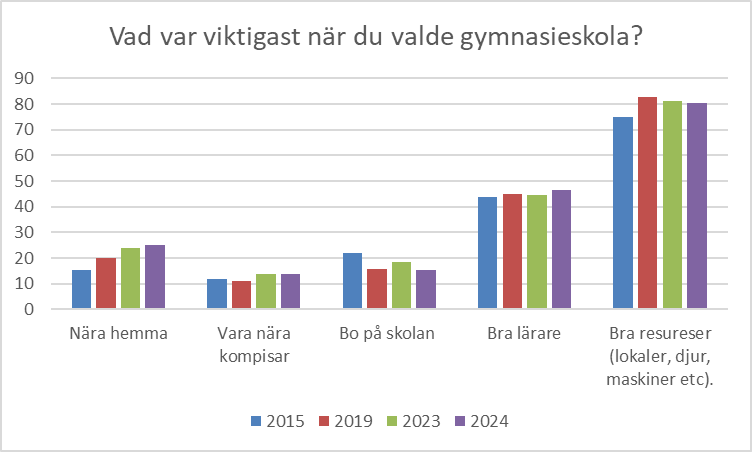 Vad var viktigast när du valde gymnasieskola?
90
80
70
60
50
40
30
20
10
0
Nära hemma
Vara nära
kompisar
Bo på skolan
Bra lärare
Bra resureser
(lokaler, djur,
maskiner etc).
2015 2019 2023 2024